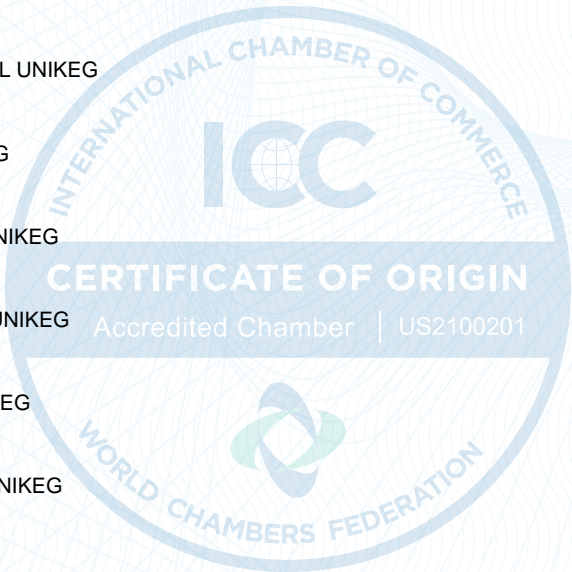 INTERNATIONAL CHAMBER OF COMMERCE
L UNIKEG
ICC
G
NIKEG
CERTIFICATE OF ORIGIN
UNIKEG
Accredited Chamber | US2100201
EG
NIKEG
WORLD CHAMBERS FEDERATION